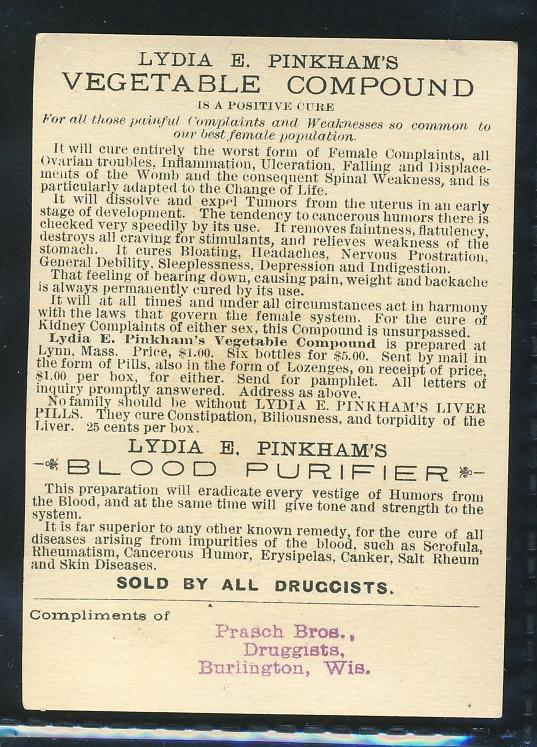 LYDIA E. PINKHAM'S
VEGETABLE COMPOUND
IS A POSITIVE CURE
For all those painful Complaints and Weaknesses so common to
our best female population.
It will cure entirely the worst form of Female Complaints, all
Ovarian troubles, Inflammation, Ulceration, Falling and Displace-
ments of the Womb and the consequent Spinal Weakness, and is
particularly adapted to the Change of Life.
It will dissolve and expel Tumors from the uterus in an early
stage of development. The tendency to cancerous humors there is
checked very speedily by its use. It removes faintness, flatulency,
destroys all craving for stimulants, and relieves weakness of the
stomach. It cures Bloating, Headaches, Nervous Prostration,
General Debility, Sleeplessness, Depression and Indigestion.
That feeling of bearing down, causing pain, weight and backache
is always permanently cured by its use.
It will at all times and under all circumstances act in harmony
with the laws that govern the female system. For the cure of
Kidney Complaints of either sex, this Compound is unsurpassed.
Lydia E. Pinkham's Vegetable Compound is prepared at
Lynn, Mass. Price, $1.00. Six bottles for $5.00. Sent by mail in
the form of Pills, also in the form of Lozenges, on receipt of price,
$1.00 per box, for either. Send for pamphlet. All letters of
inquiry promptly answered. Address as above.
No family should be without LYDIA E. PINKHAM'S LIVER
PILLS. They cure Constipation, Biliousness, and torpidity of the
Liver. 25 cents per box.
LYDIA E. PINKHAM'S
BLOOD PURIFIER
This preparation will eradicate every vestige of Humors from
the Blood, and at the same time will give tone and strength to the
system.
It is far superior to any other known remedy, for the cure of all
diseases arising from impurities of the blood, such as Scrofula,
Rheumatism, Cancerous Humor, Erysipelas, Canker, Salt Rheum
and Skin Diseases.
SOLD BY ALL DRUGGISTS.
Compliments of
Prasch Bros.,
Druggists,
Burlington, Wis.